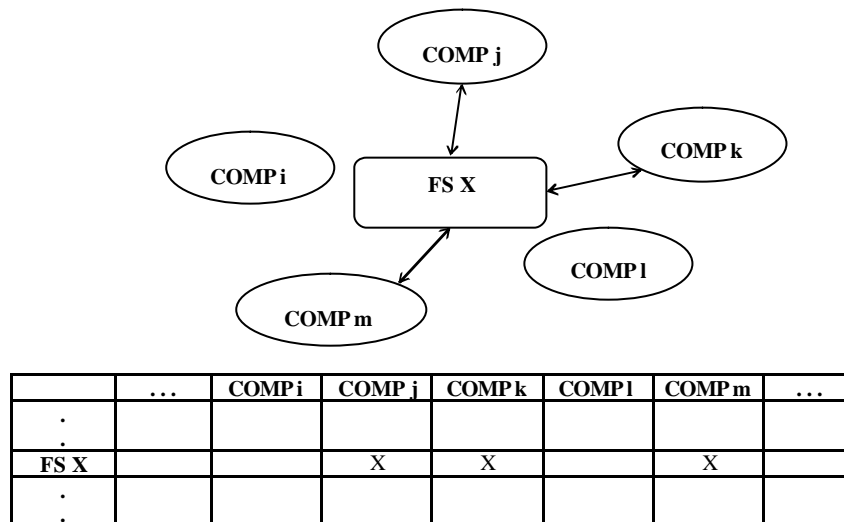 COMP j
COMP k
COMP i
FS X
COMP l
COMP m
... COMP i COMP j COMP k COMP l COMP m ...
.
.
FS X X X X
.
.